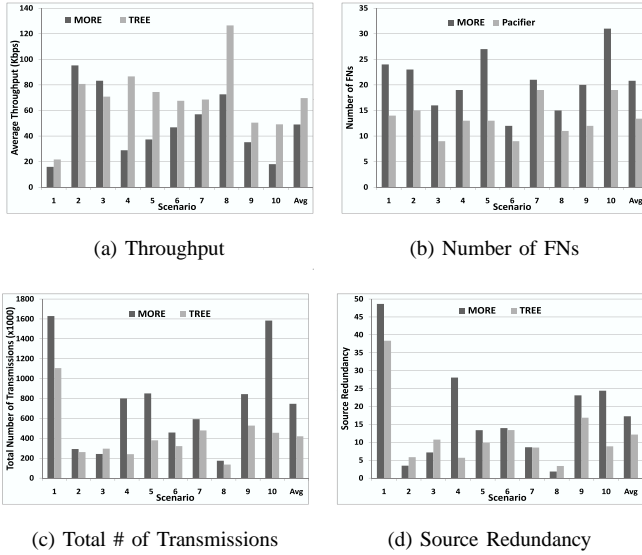 140
120
100
80
60
40
20
0
Average Throughput (Kbps)
MORE TREE
1 2 3 4 5 6 7 8 9 10 Avg
Scenario
(a) Throughput
35
30
25
20
15
10
5
0
Number of FNs
MORE Pacifier
1 2 3 4 5 6 7 8 9 10 Avg
Scenario
(b) Number of FNs
1800
1600
1400
1200
1000
800
600
400
200
0
Total Number of Transmissions (x1000)
MORE TREE
1 2 3 4 5 6 7 8 9 10 Avg
Scenario
(c) Total # of Transmissions
50
45
40
35
30
25
20
15
10
5
0
Source Redundancy
MORE TREE
1 2 3 4 5 6 7 8 9 10 Avg
Scenario
(d) Source Redundancy